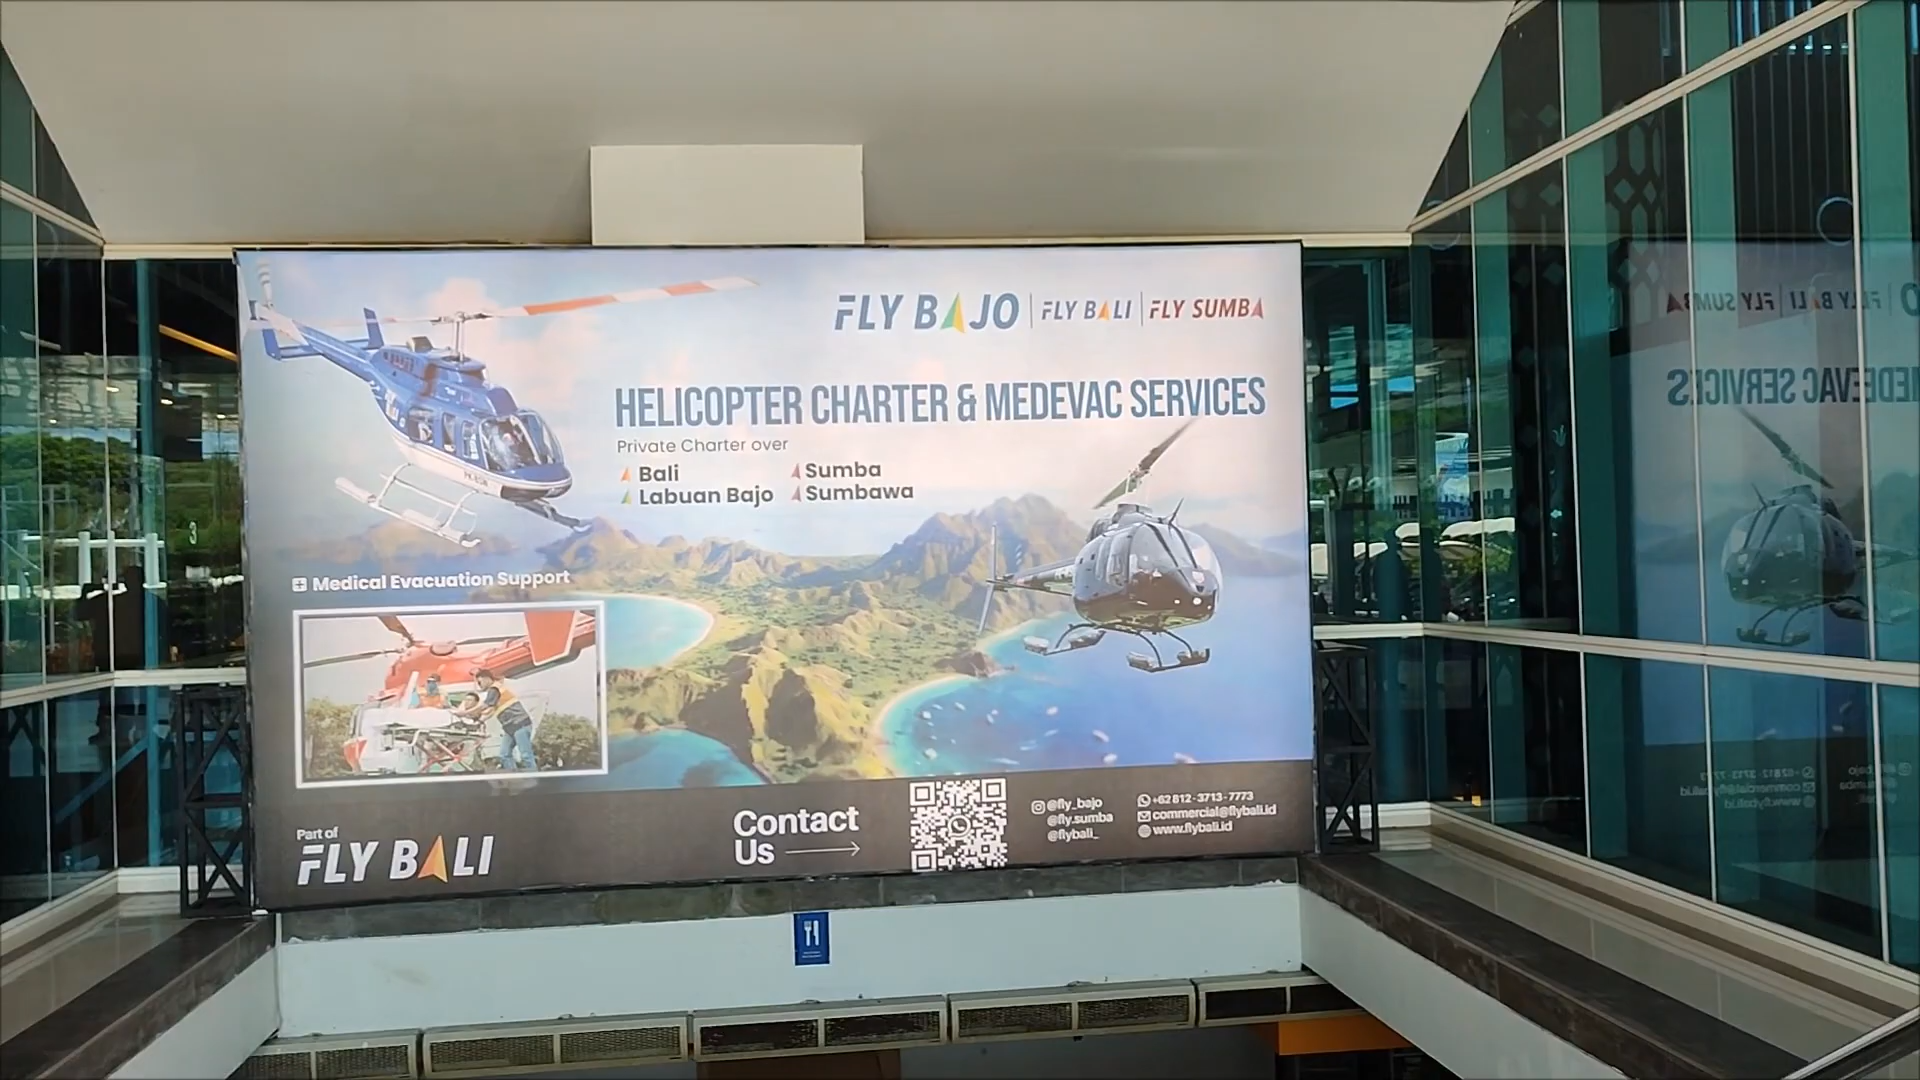 FLY BAJO | FLY BALI | FLY SUMBA
HELICOPTER CHARTER & MEDEVAC SERVICES
Private Charter over
Bali
Sumba
Labuan Bajo
Sumbawa
Medical Evacuation Support
Part of
FLY BALI
Contact
Us
@fly_bajo
@fly.sumba
@flybali_
+62 812-3713-7773
commercial@flybali.id
www.flybali.id
3